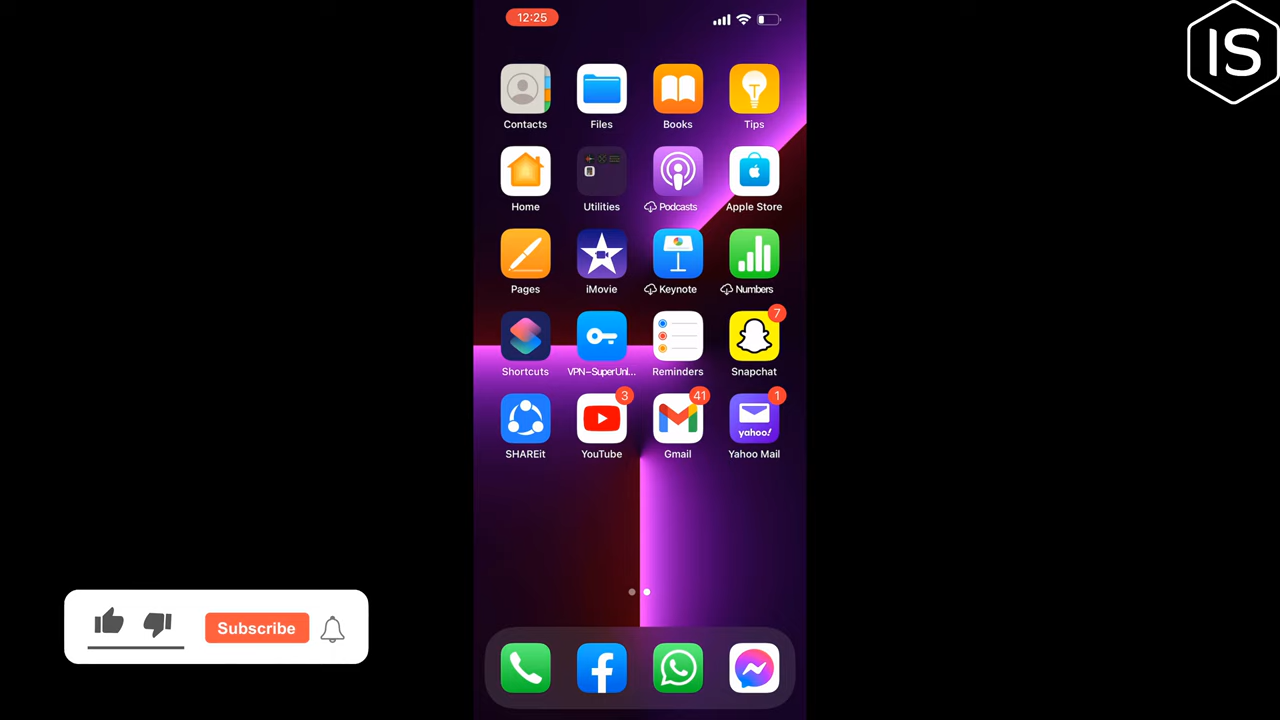 12:25
IS
Contacts Files Books Tips
Home Utilities Podcasts Apple Store
Pages iMovie Keynote Numbers
7
Shortcuts VPN–SuperUnl... Reminders Snapchat
3 41 1
yahoo!
SHAREit YouTube Gmail Yahoo Mail
Subscribe